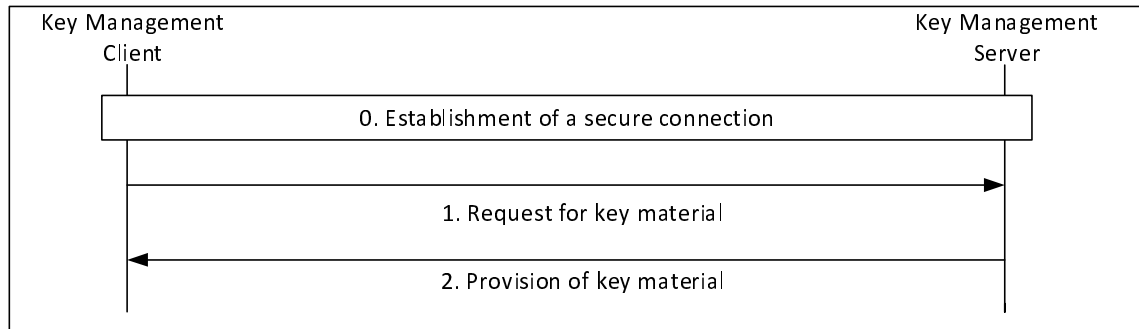 Key Management
Client
Key Management
Server
0. Establishment of a secure connection
1. Request for key material
2. Provision of key material